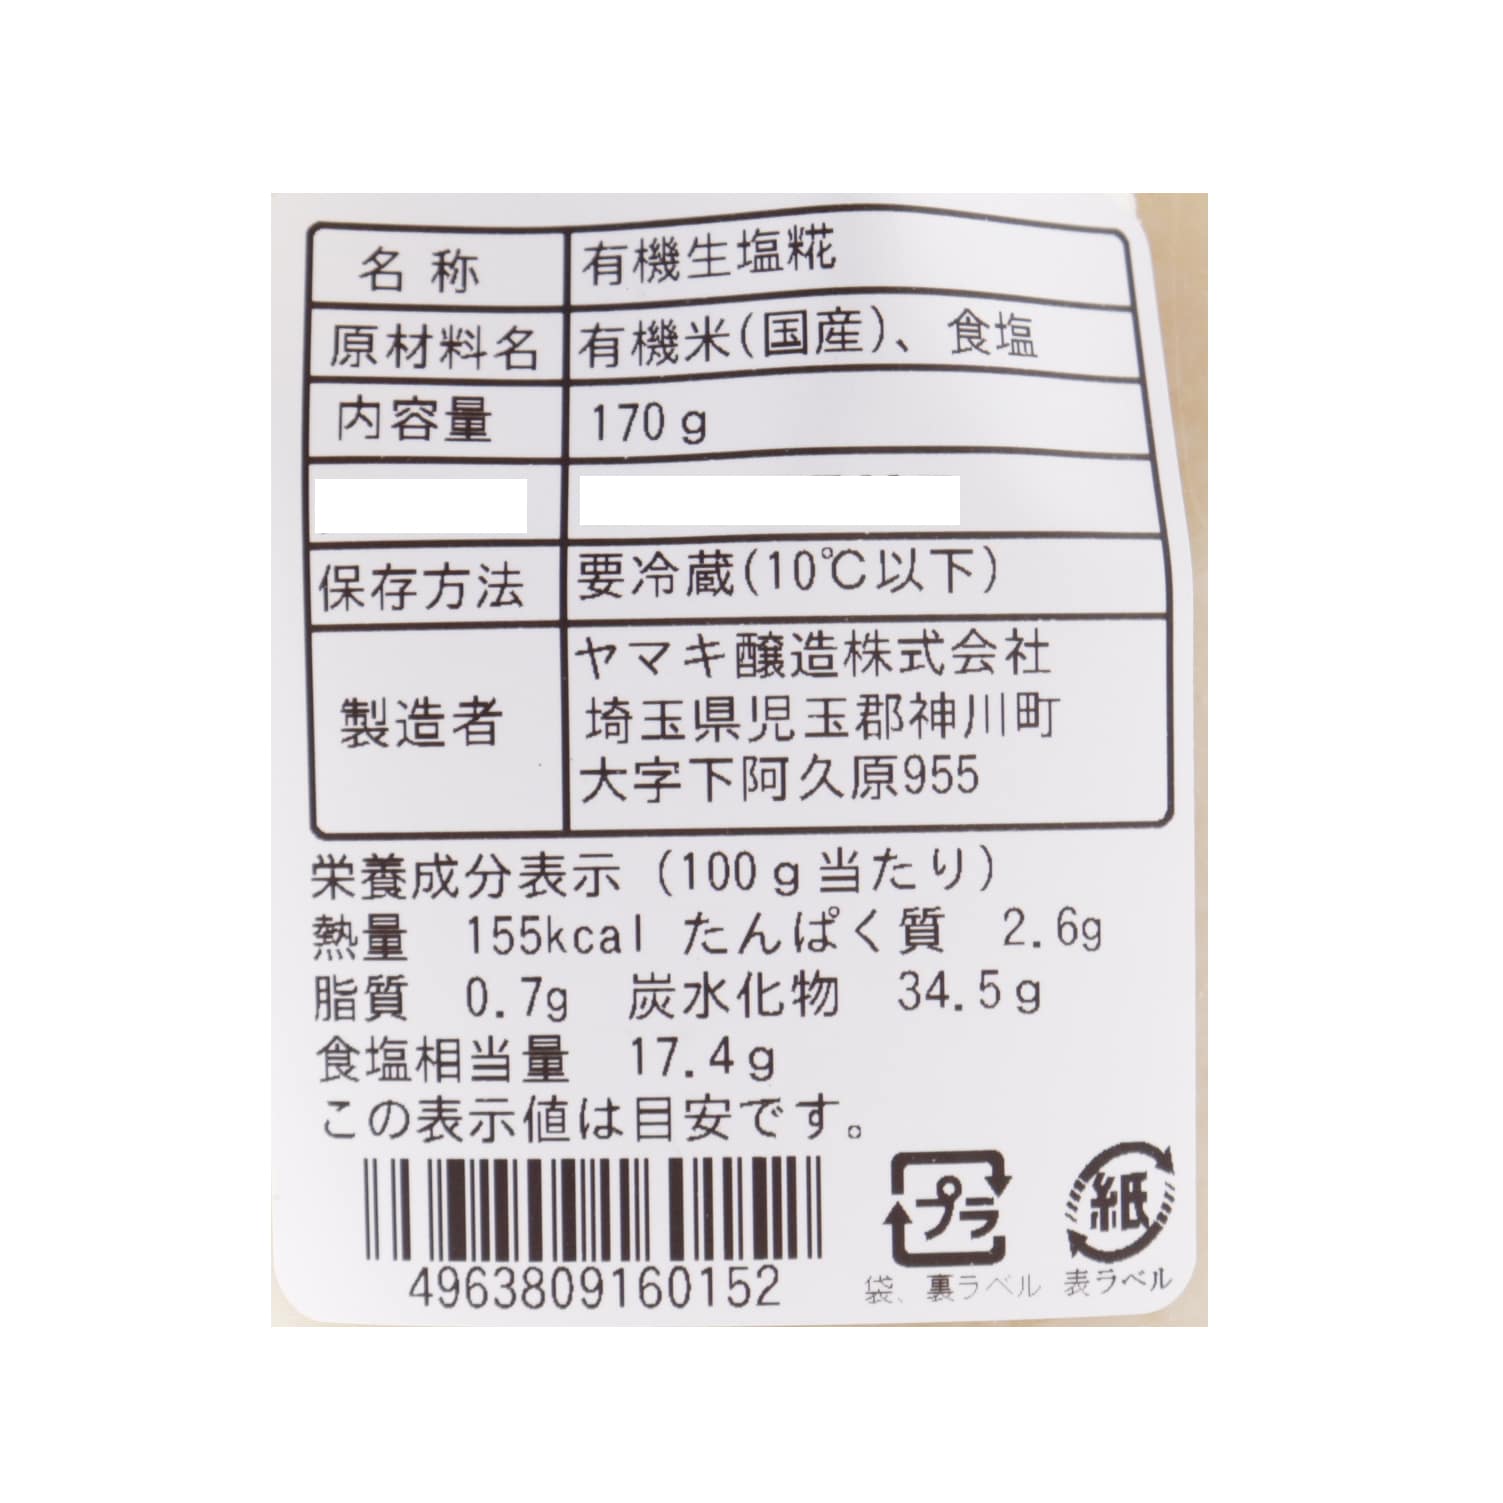 名称 有機生塩糀
原材料名 有機米(国産)、食塩
内容量 170g
保存方法 要冷蔵(10℃以下)
製造者 ヤマキ醸造株式会社
埼玉県児玉郡神川町
大字下阿久原955
栄養成分表示(100g当たり)
熱量 155kcal たんぱく質 2.6g
脂質 0.7g 炭水化物 34.5g
食塩相当量 17.4g
この表示値は目安です。
プラ 紙
袋、裏ラベル 表ラベル
4963809160152